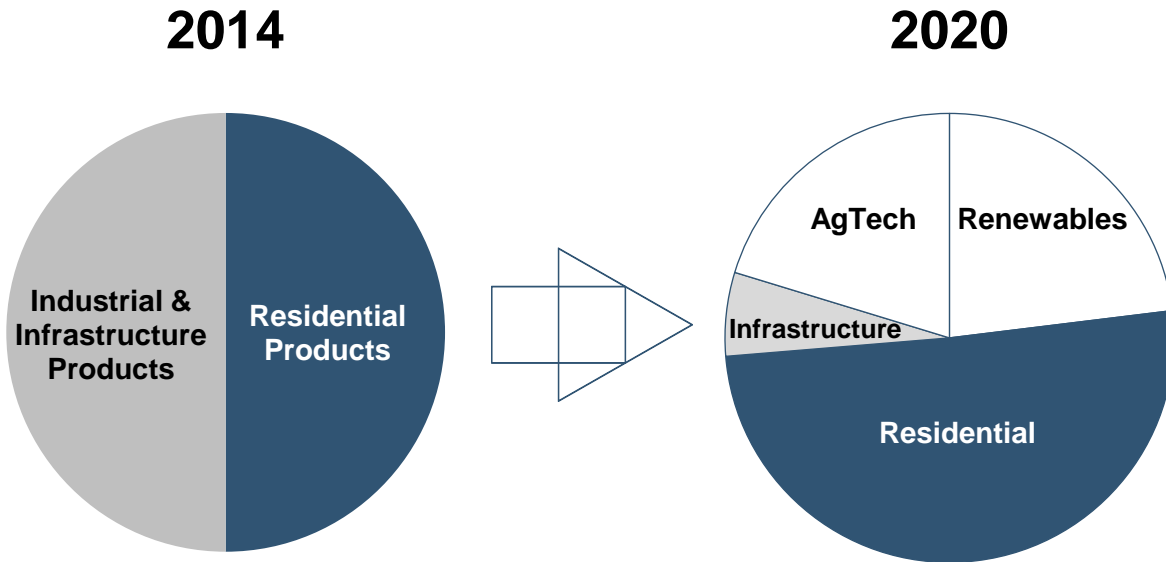 2014
2020
Industrial &
Infrastructure
Products
Residential
Products
AgTech
Renewables
Infrastructure
Residential